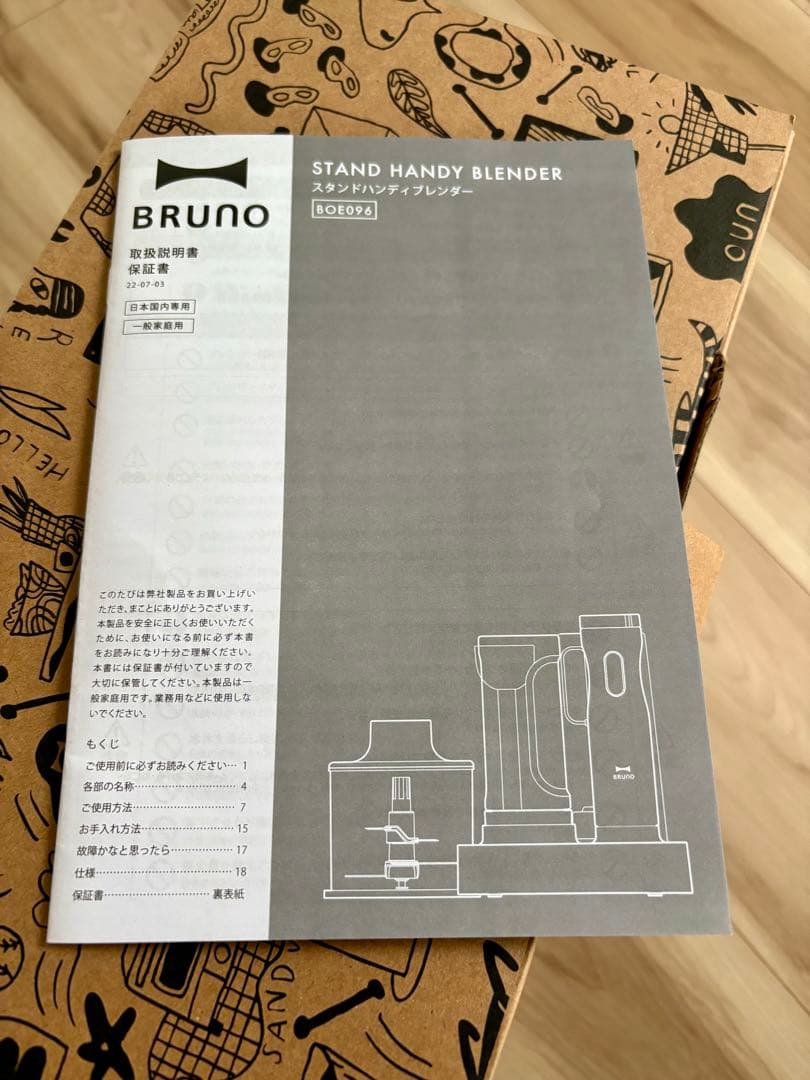 STAND HANDY BLENDER
スタンドハンディブレンダー
BOE096
BRUNO
取扱説明書
保証書
22-07-03
日本国内専用
一般家庭用
このたびは弊社製品をお買い上げい
ただき、まことにありがとうございます。
本製品を安全に正しくお使いいただく
ために、お使いになる前に必ず本書
をお読みになり十分ご理解ください。
本書には保証書が付いていますので
大切に保管してください。本製品は一
般家庭用です。業務用などに使用しな
いでください。
もくじ
ご使用前に必ずお読みください… 1
各部の名称………………………… 4
ご使用方法………………………… 7
お手入れ方法……………………… 15
故障かなと思ったら……………… 17
仕様………………………………… 18
保証書…………………………… 裏表紙
BRUNO
HELLO
SANDW